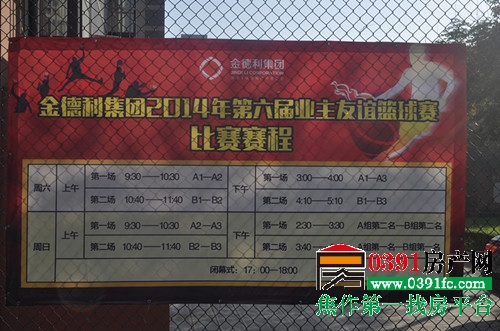 金德利集团
JINDELI CORPORATION
金德利集团2014年第六届业主友谊篮球赛
比赛赛程
周六 上午 第一场 9:30——10:30 A1—A2 下午 第一场 3:00——4:00 A1—A3
第二场 10:40——11:40 B1—B2 第二场 4:10——5:10 B1—B3
周日 上午 第一场 9:30——10:30 A2—A3 下午 第一场 2:30——3:30 A组第二名—B组第二名
第二场 10:40——11:40 B2—B3 第二场 3:40—— A组第一名—B组第一名
闭幕式:17:00—18:00
0391房产网
www.0391fc.com
焦作第一找房平台